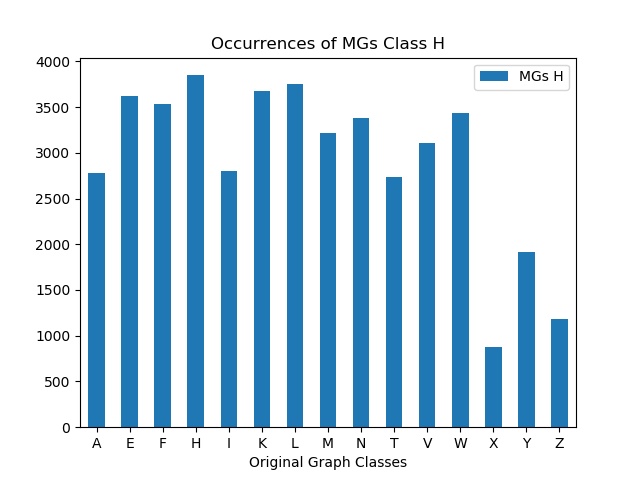 Occurrences of MGs Class H
MGs H
4000
3500
3000
2500
2000
1500
1000
500
0
A E F H I K L M N T V W X Y Z
Original Graph Classes